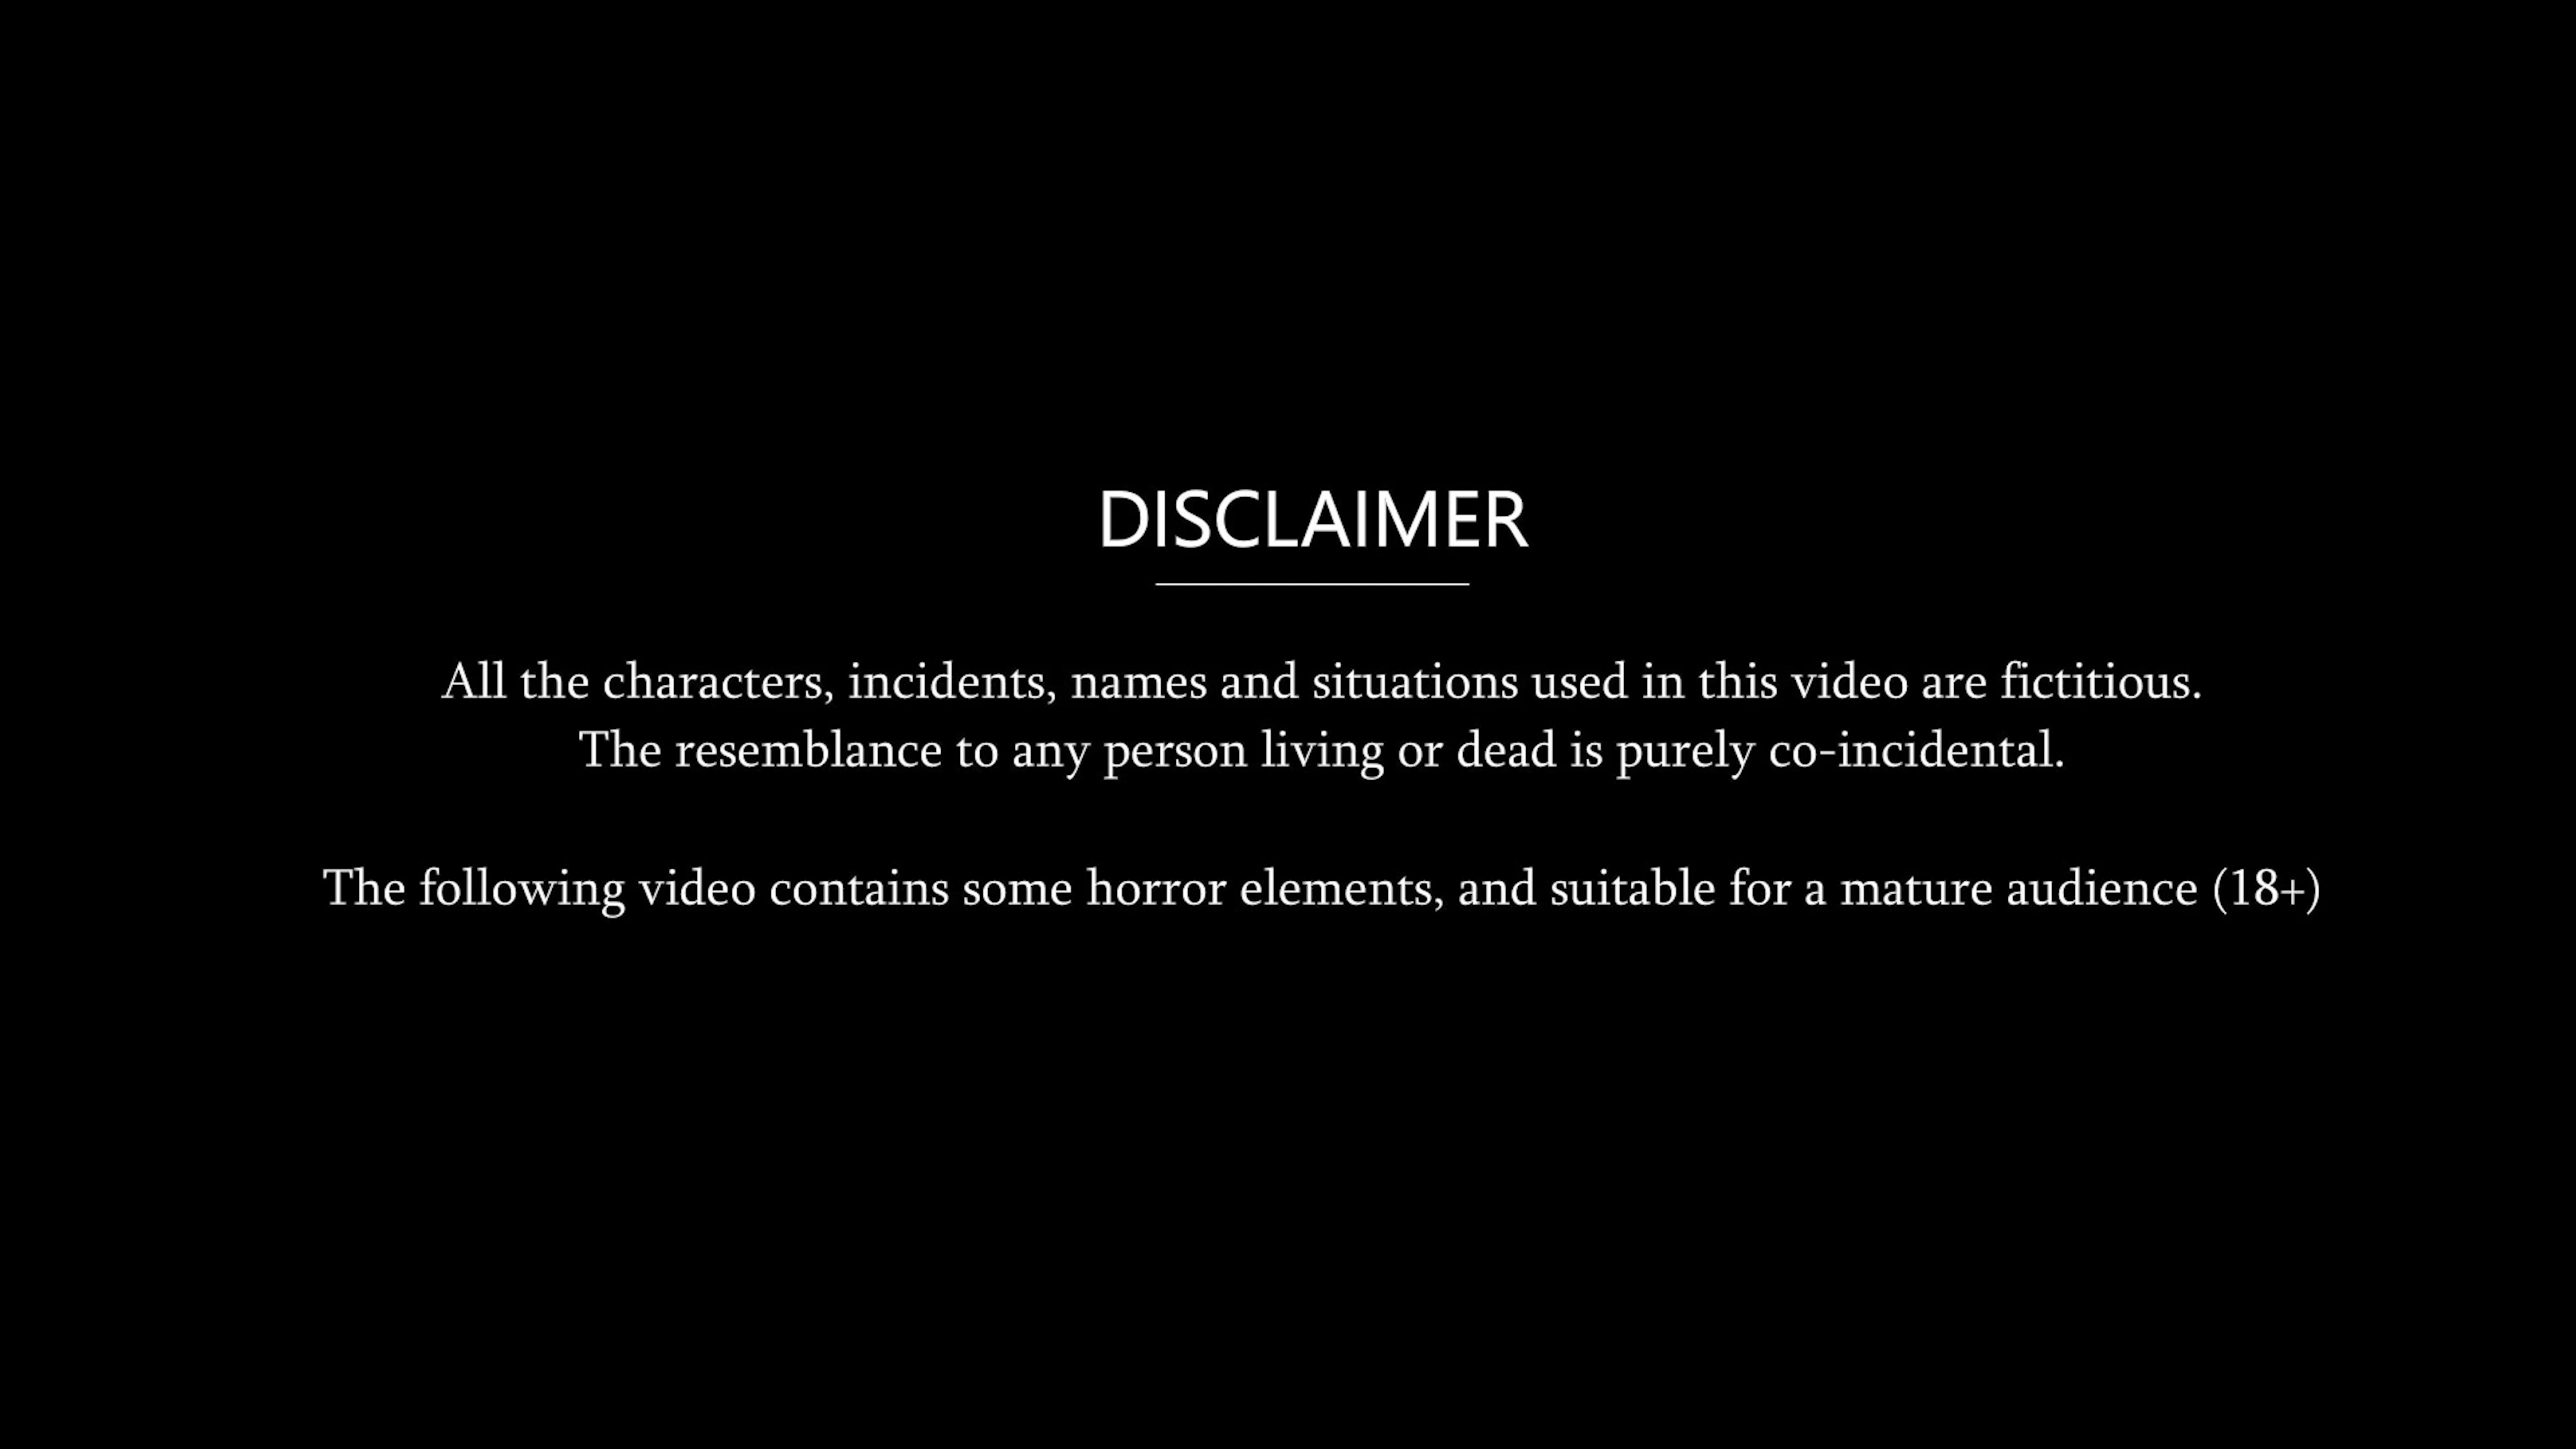 DISCLAIMER
All the characters, incidents, names and situations used in this video are fictitious.
The resemblance to any person living or dead is purely co-incidental.
The following video contains some horror elements, and suitable for a mature audience (18+)